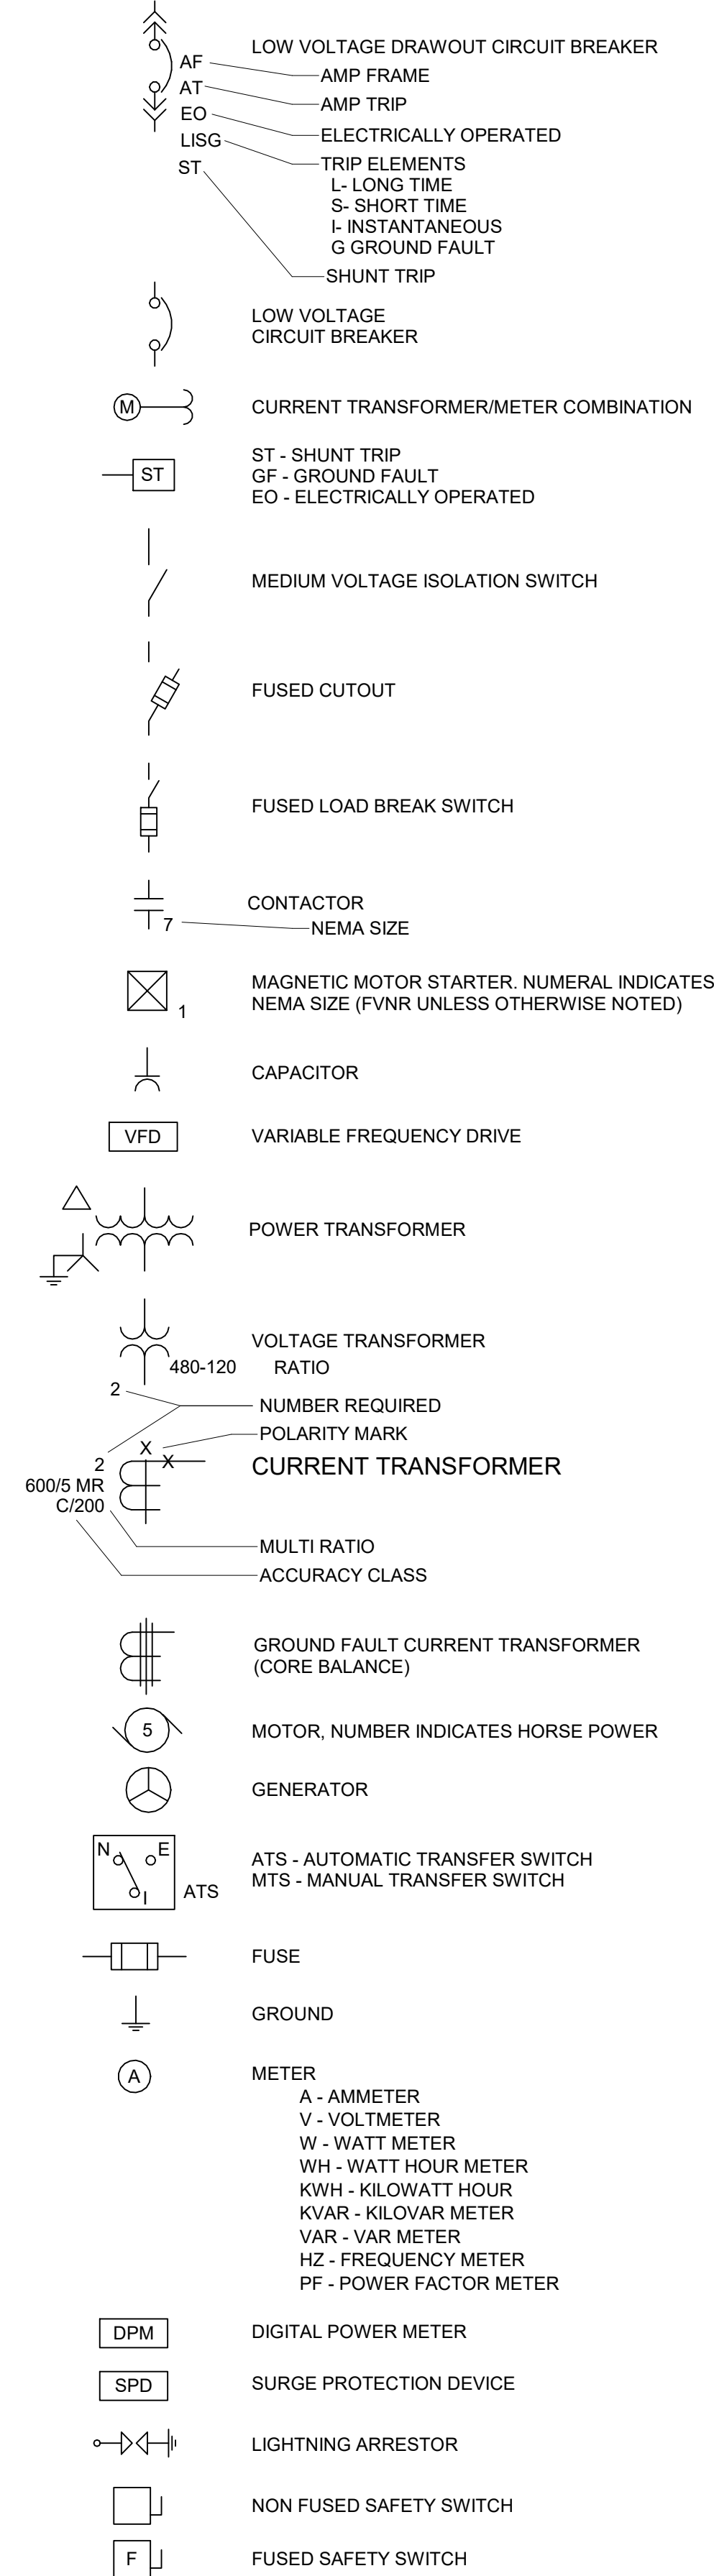 LOW VOLTAGE DRAWOUT CIRCUIT BREAKER
AF
AMP FRAME
AT
AMP TRIP
EO
ELECTRICALLY OPERATED
LISG
TRIP ELEMENTS
ST
L- LONG TIME
S- SHORT TIME
I- INSTANTANEOUS
G GROUND FAULT
SHUNT TRIP
LOW VOLTAGE
CIRCUIT BREAKER
M
CURRENT TRANSFORMER/METER COMBINATION
ST
ST - SHUNT TRIP
GF - GROUND FAULT
EO - ELECTRICALLY OPERATED
MEDIUM VOLTAGE ISOLATION SWITCH
FUSED CUTOUT
FUSED LOAD BREAK SWITCH
CONTACTOR
7
NEMA SIZE
MAGNETIC MOTOR STARTER. NUMERAL INDICATES
1
NEMA SIZE (FVNR UNLESS OTHERWISE NOTED)
CAPACITOR
VFD
VARIABLE FREQUENCY DRIVE
POWER TRANSFORMER
VOLTAGE TRANSFORMER
480-120
RATIO
2
NUMBER REQUIRED
POLARITY MARK
X
X
2
600/5 MR
C/200
CURRENT TRANSFORMER
MULTI RATIO
ACCURACY CLASS
GROUND FAULT CURRENT TRANSFORMER
(CORE BALANCE)
5
MOTOR, NUMBER INDICATES HORSE POWER
GENERATOR
N
E
I
ATS
ATS - AUTOMATIC TRANSFER SWITCH
MTS - MANUAL TRANSFER SWITCH
FUSE
GROUND
A
METER
A - AMMETER
V - VOLTMETER
W - WATT METER
WH - WATT HOUR METER
KWH - KILOWATT HOUR
KVAR - KILOVAR METER
VAR - VAR METER
HZ - FREQUENCY METER
PF - POWER FACTOR METER
DPM
DIGITAL POWER METER
SPD
SURGE PROTECTION DEVICE
LIGHTNING ARRESTOR
NON FUSED SAFETY SWITCH
F
FUSED SAFETY SWITCH